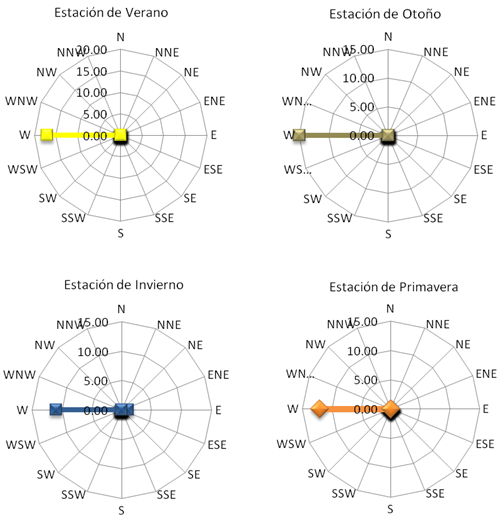 Estación de Verano
N
NNW 20.00 NNE
NW 15.00 NE
WNW 10.00 ENE
5.00
W 0.00 E
WSW ESE
SW SE
SSW SSE
S
Estación de Otoño
N
NNW 15.00 NNE
NW 10.00 NE
WN... 5.00 ENE
W 0.00 E
WS... ESE
SW SE
SSW SSE
S
Estación de Invierno
N
NNW 15.00 NNE
NW 10.00 NE
WNW 5.00 ENE
W 0.00 E
WSW ESE
SW SE
SSW SSE
S
Estación de Primavera
N
NNW 15.00 NNE
NW 10.00 NE
WN... 5.00 ENE
W 0.00 E
WSW ESE
SW SE
SSW SSE
S